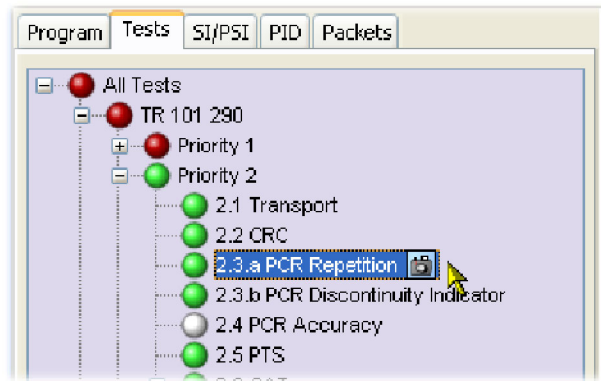 Program Tests SI/PSI PID Packets
All Tests
TR 101 290
Priority 1
Priority 2
2.1 Transport
2.2 CRC
2.3.a PCR Repetition
2.3.b PCR Discontinuity Indicator
2.4 PCR Accuracy
2.5 PTS